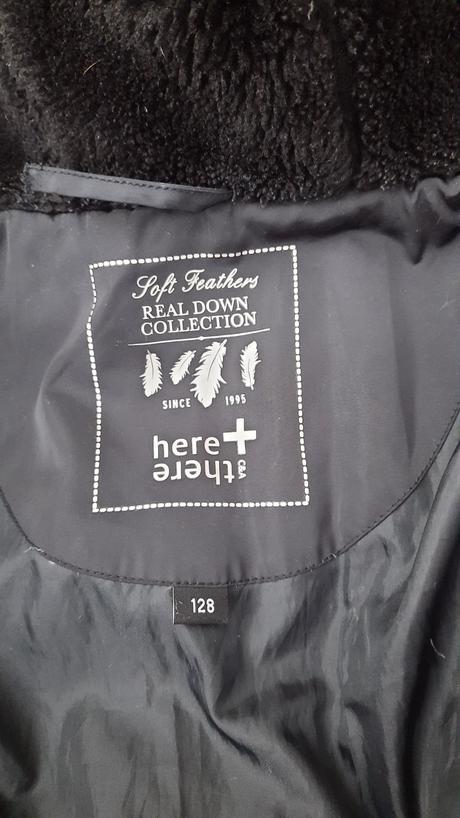 Soft Feathers
REAL DOWN
COLLECTION
SINCE 1995
here+
there
C&A
128